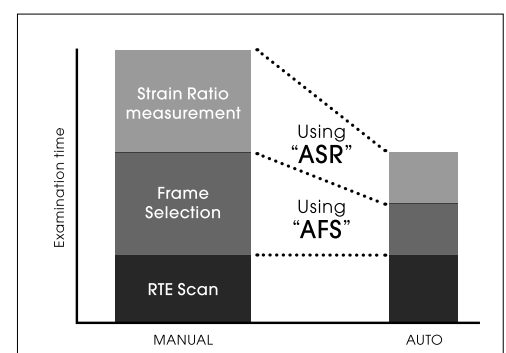 Examination time
Strain Ratio
measurement
Frame
Selection
RTE Scan
Using
“ASR”
Using
“AFS”
MANUAL
AUTO